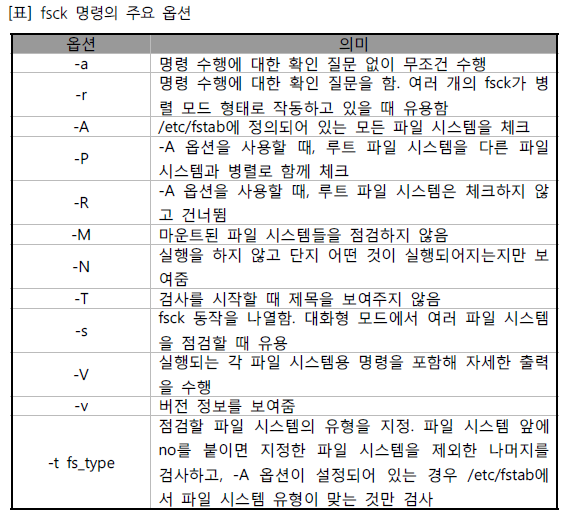 [표] fsck 명령의 주요 옵션
옵션 의미
-a 명령 수행에 대한 확인 질문 없이 무조건 수행
-r 명령 수행에 대한 확인 질문을 함. 여러 개의 fsck가 병
렬 모드 형태로 작동하고 있을 때 유용함
-A /etc/fstab에 정의되어 있는 모든 파일 시스템을 체크
-P -A 옵션을 사용할 때, 루트 파일 시스템을 다른 파일
시스템과 병렬로 함께 체크
-R -A 옵션을 사용할 때, 루트 파일 시스템은 체크하지 않
고 건너뜀
-M 마운트된 파일 시스템들을 점검하지 않음
-N 실행을 하지 않고 단지 어떤 것이 실행되어지는지만 보
여줌
-T 검사를 시작할 때 제목을 보여주지 않음
-s fsck 동작을 나열함. 대화형 모드에서 여러 파일 시스템
을 점검할 때 유용
-V 실행되는 각 파일 시스템용 명령을 포함해 자세한 출력
을 수행
-v 버전 정보를 보여줌
-t fs_type 점검할 파일 시스템의 유형을 지정. 파일 시스템 앞에
no를 붙이면 지정한 파일 시스템을 제외한 나머지를
검사하고, -A 옵션이 설정되어 있는 경우 /etc/fstab에
서 파일 시스템 유형이 맞는 것만 검사